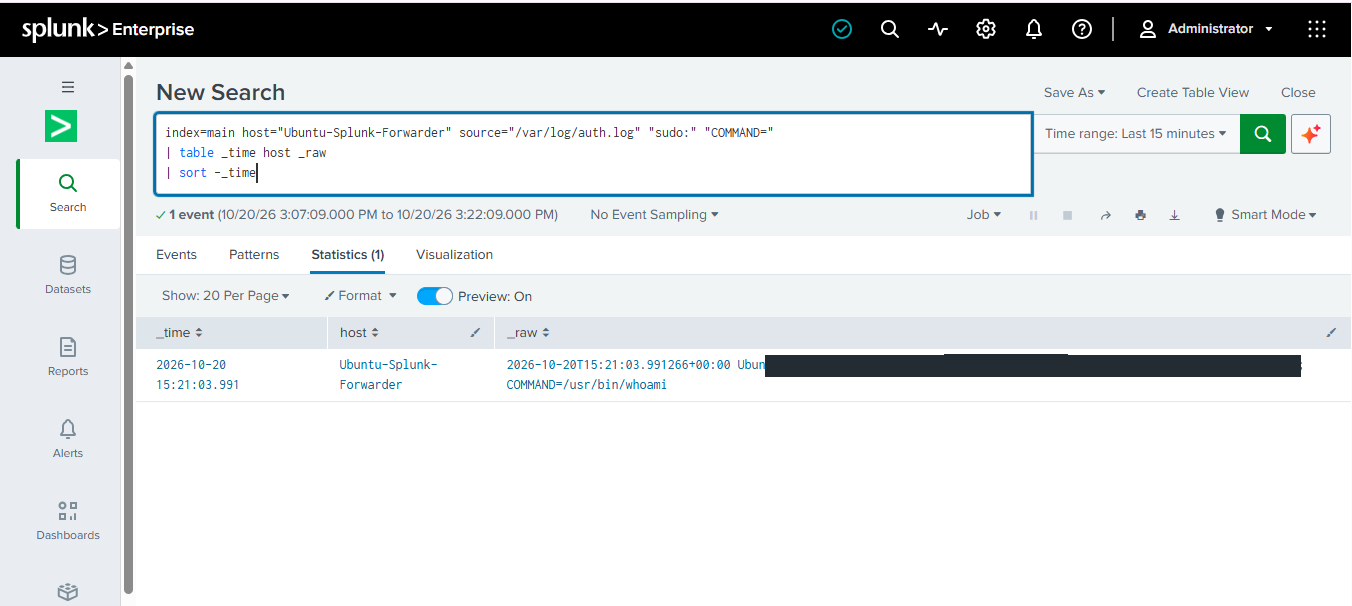 splunk> Enterprise
Administrator
New Search
Save As
Create Table View
Close
index=main host="Ubuntu-Splunk-Forwarder" source="/var/log/auth.log" "sudo:" "COMMAND="
| table _time host _raw
| sort -_time
Time range: Last 15 minutes
1 event (10/20/26 3:07:09.000 PM to 10/20/26 3:22:09.000 PM)
No Event Sampling
Job
Smart Mode
Events
Patterns
Statistics (1)
Visualization
Show: 20 Per Page
Format
Preview: On
_time
host
_raw
2026-10-20
15:21:03.991
Ubuntu-Splunk-
Forwarder
2026-10-20T15:21:03.991266+00:00 Ubun
COMMAND=/usr/bin/whoami
Search
Datasets
Reports
Alerts
Dashboards